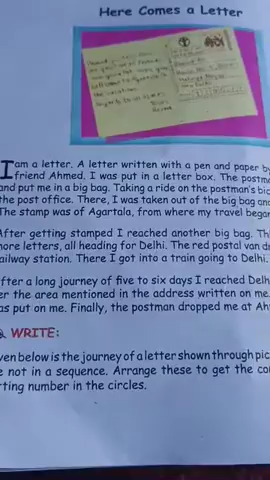 Here Comes a Letter
I am a letter. A letter written with a pen and paper by
friend Ahmed. I was put in a letter box. The postm
and put me in a big bag. Taking a ride on the postman's bic
the post office. There, I was taken out of the big bag an
The stamp was of Agartala, from where my travel began
After getting stamped I reached another big bag. Th
more letters, all heading for Delhi. The red postal van d
ailway station. There I got into a train going to Delhi.
fter a long journey of five to six days I reached Delh
er the area mentioned in the address written on me.
as put on me. Finally, the postman dropped me at Ah
WRITE:
ven below is the journey of a letter shown through pic
e not in a sequence. Arrange these to get the co
rting number in the circles.